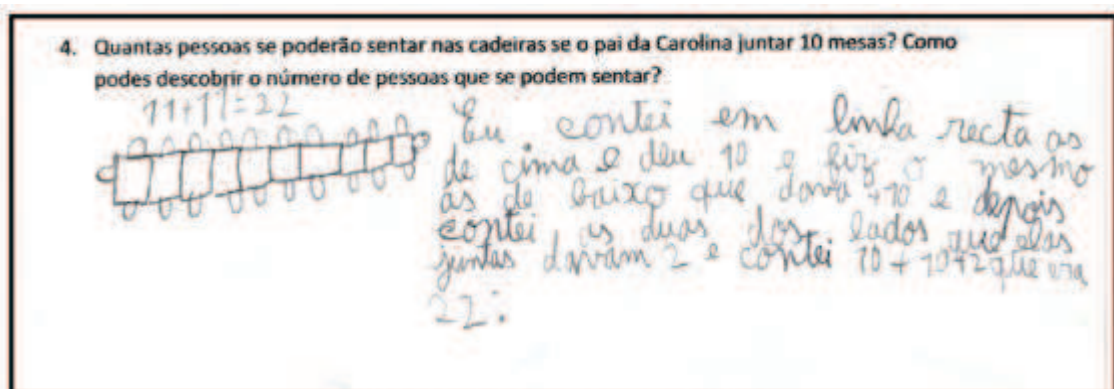 4. Quantas pessoas se poderão sentar nas cadeiras se o pai da Carolina juntar 10 mesas? Como
podes descobrir o número de pessoas que se podem sentar?
11+11=22
Eu contei em linha recta as
de cima e deu 10 e fiz o mesmo
ás de baixo que dava +10 e depois
contei as duas dos lados que elas
juntas davam 2 e contei 10+10+2 que era
22.